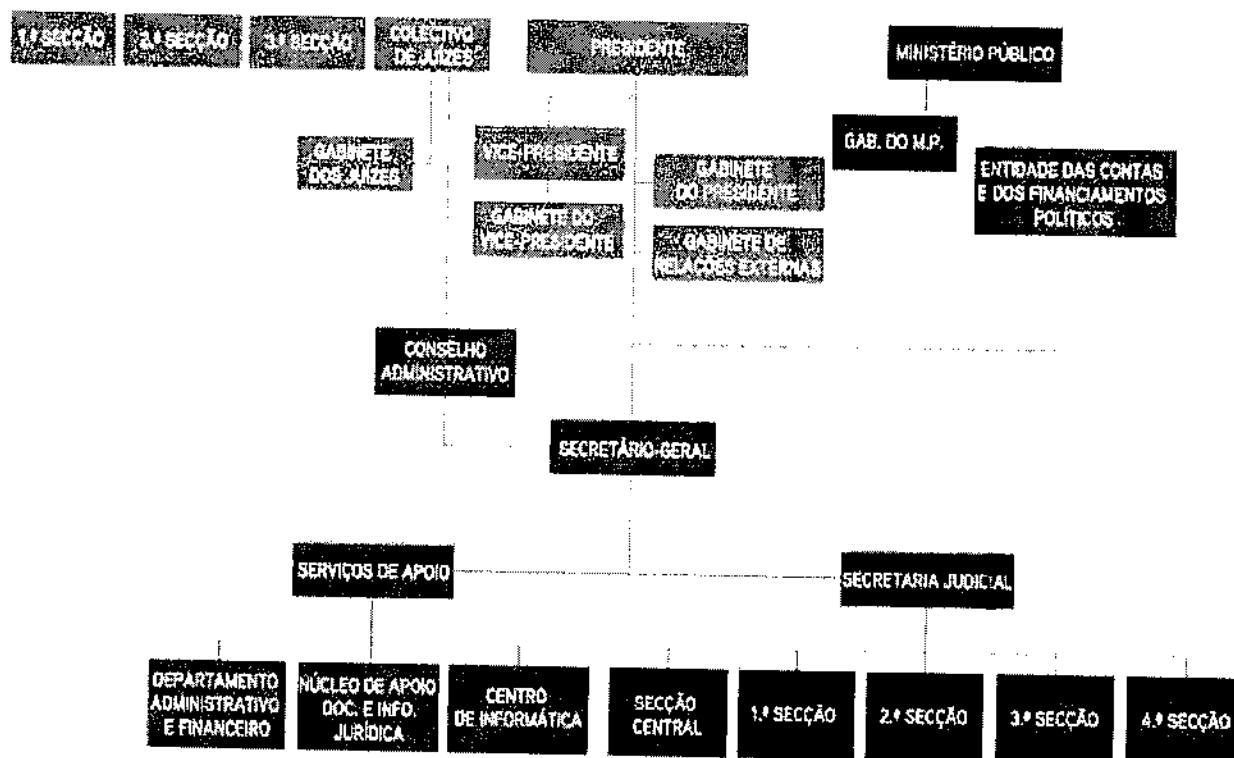 1.ª SECÇÃO
2.ª SECÇÃO
3.ª SECÇÃO
COLECTIVO
DE JUÍZES
PRESIDENTE
MINISTÉRIO PÚBLICO
GABINETE
DOS JUÍZES
VICE-PRESIDENTE
GABINETE
DO PRESIDENTE
GAB. DO M.P.
ENTIDADE DAS CONTAS
E DOS FINANCIAMENTOS
POLÍTICOS
GABINETE DO
VICE-PRESIDENTE
GABINETE DE
RELAÇÕES EXTERNAS
CONSELHO
ADMINISTRATIVO
SECRETÁRIO-GERAL
SERVIÇOS DE APOIO
SECRETARIA JUDICIAL
DEPARTAMENTO
ADMINISTRATIVO
E FINANCEIRO
NÚCLEO DE APOIO
DOC. E INFO.
JURÍDICA
CENTRO
DE INFORMÁTICA
SECÇÃO
CENTRAL
1.ª SECÇÃO
2.ª SECÇÃO
3.ª SECÇÃO
4.ª SECÇÃO